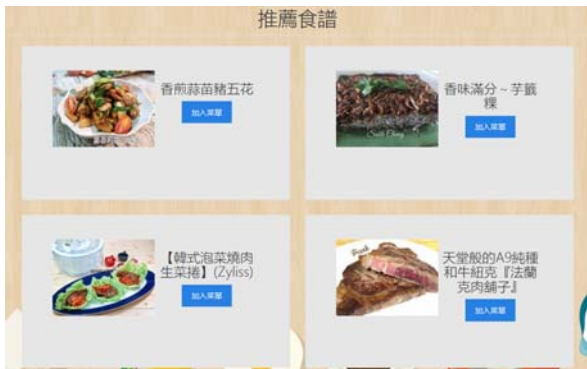 推薦食譜
香煎蒜苗豬五花
加入菜單
香味滿分 ~ 芋籤
粿
加入菜單
【韓式泡菜燒肉
生菜捲】(Zyliss)
加入菜單
天堂般的A9純種
和牛紐克『法蘭
克肉舖子』
加入菜單